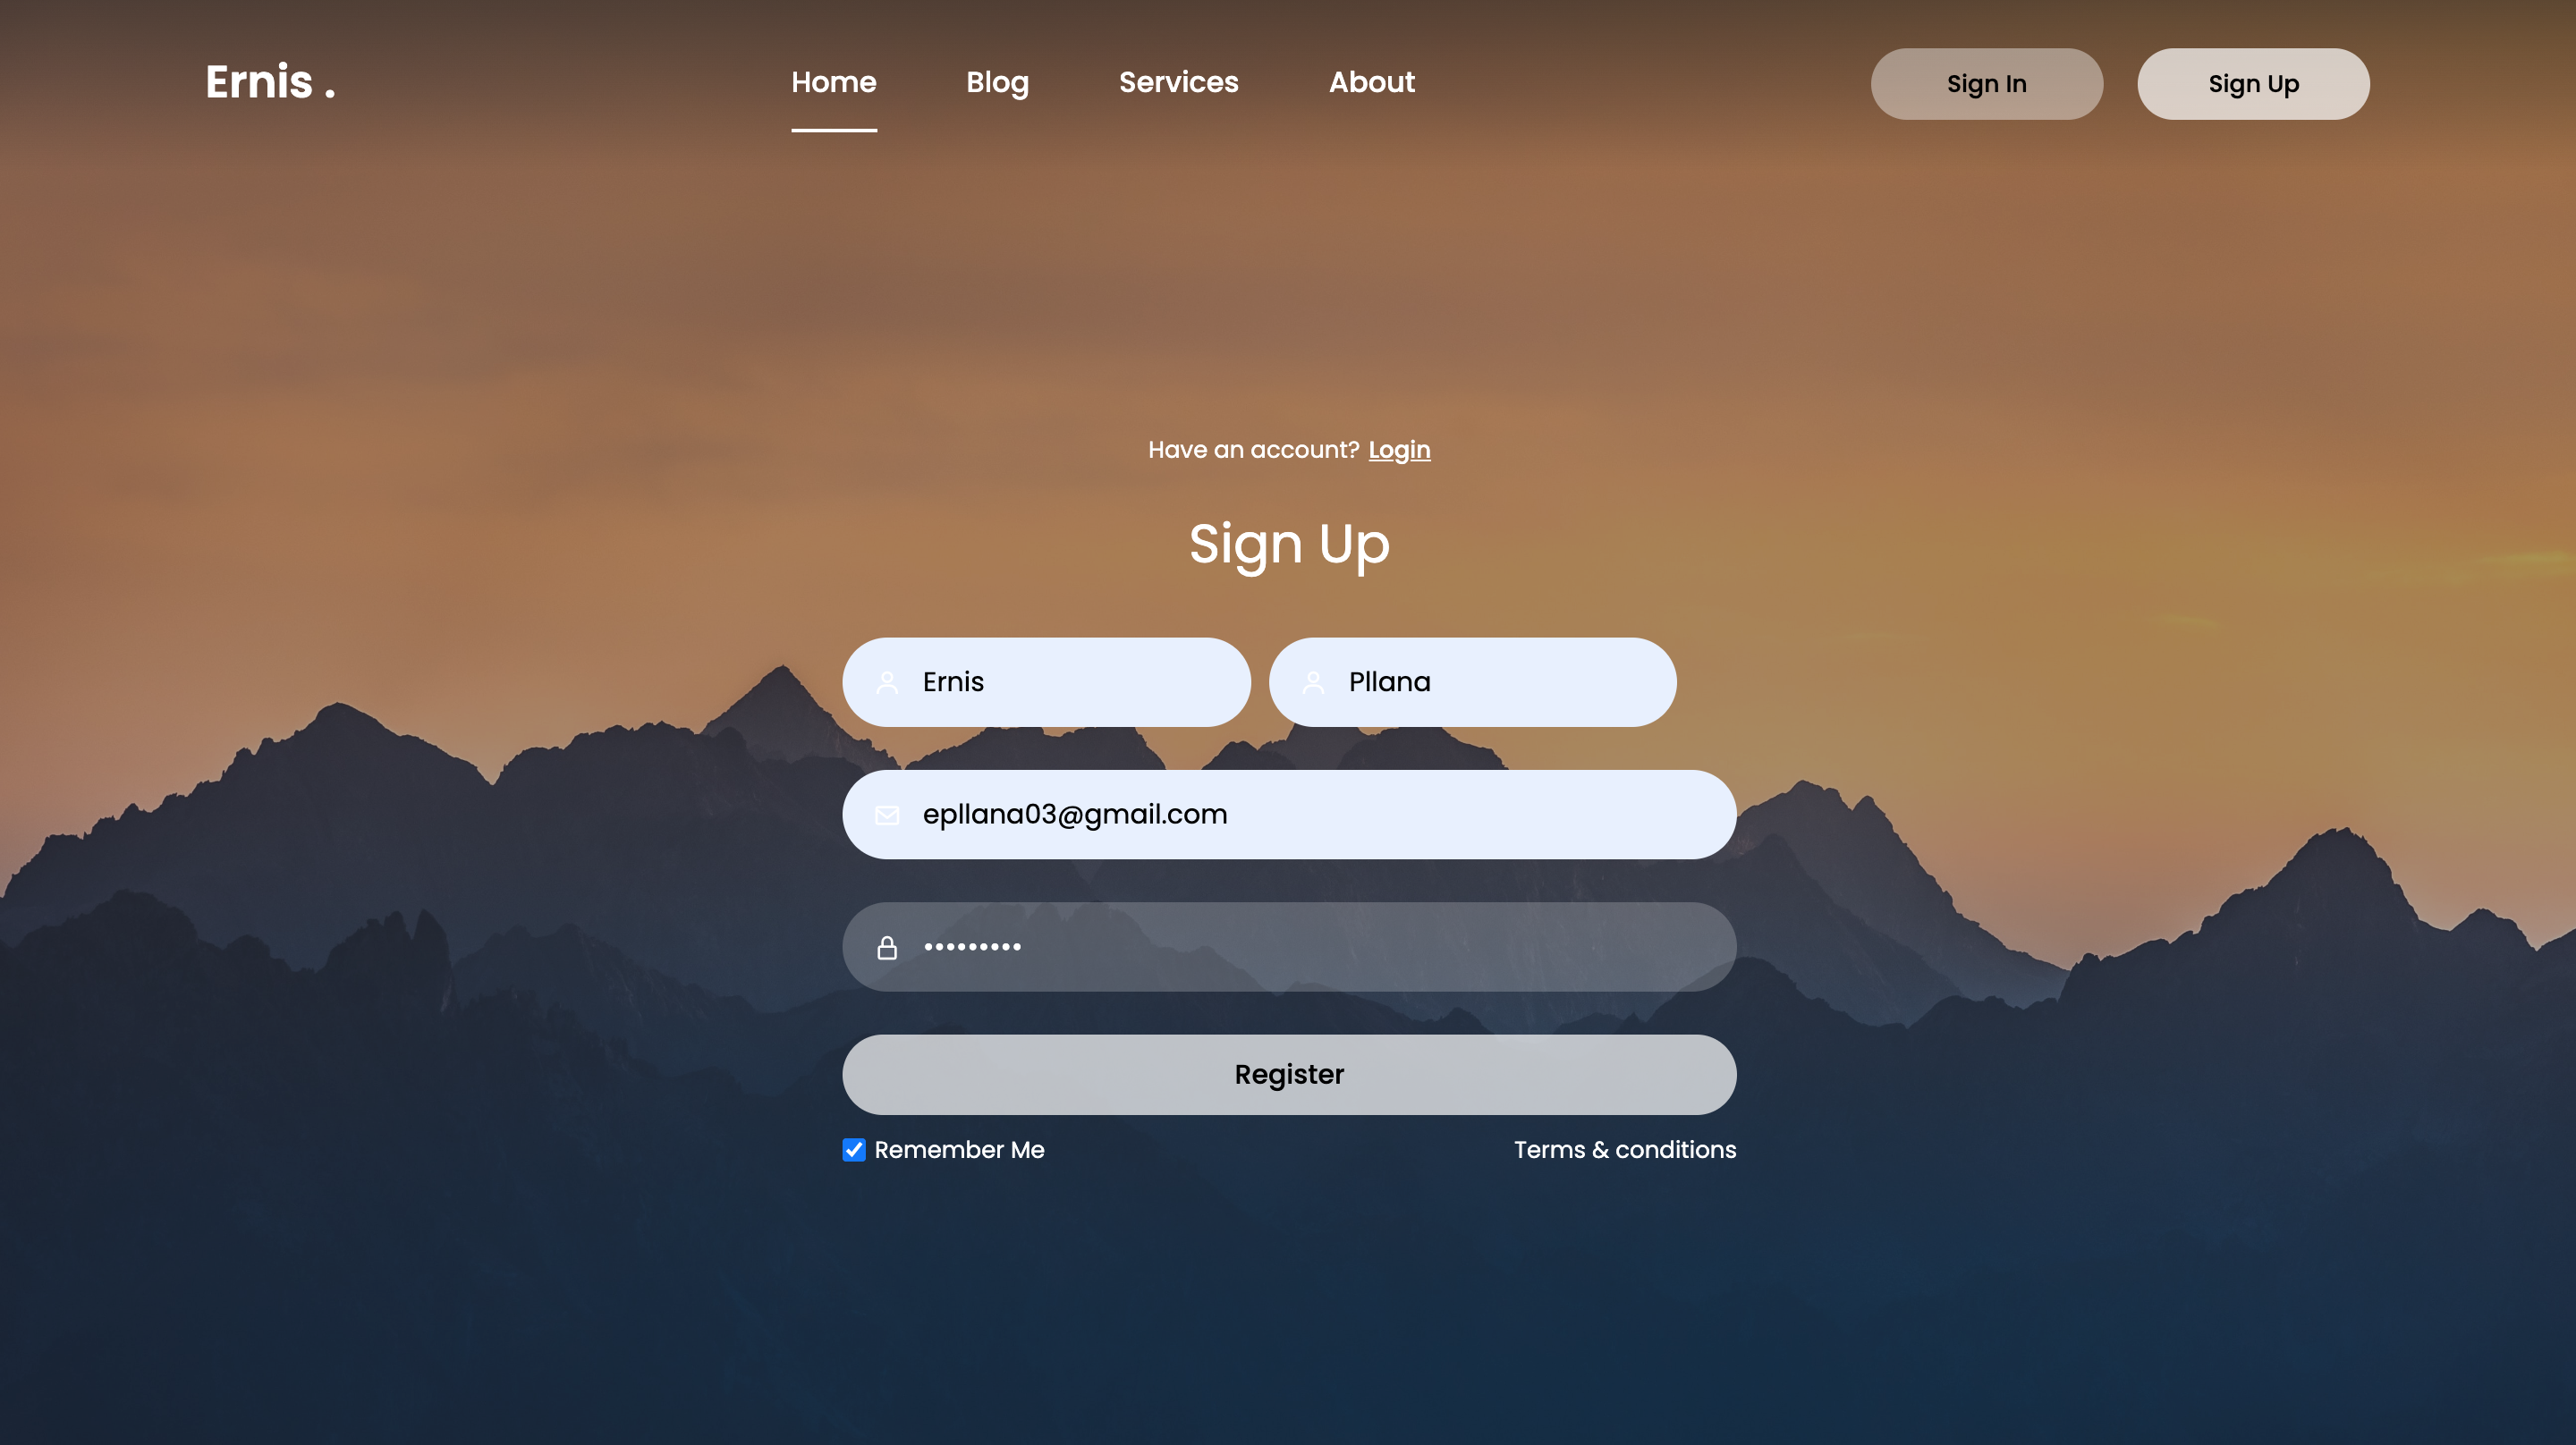 Ernis .
Home Blog Services About
Sign In Sign Up
Have an account? Login
Sign Up
Ernis Pllana
epllana03@gmail.com
•••••••••
Register
Remember Me Terms & conditions